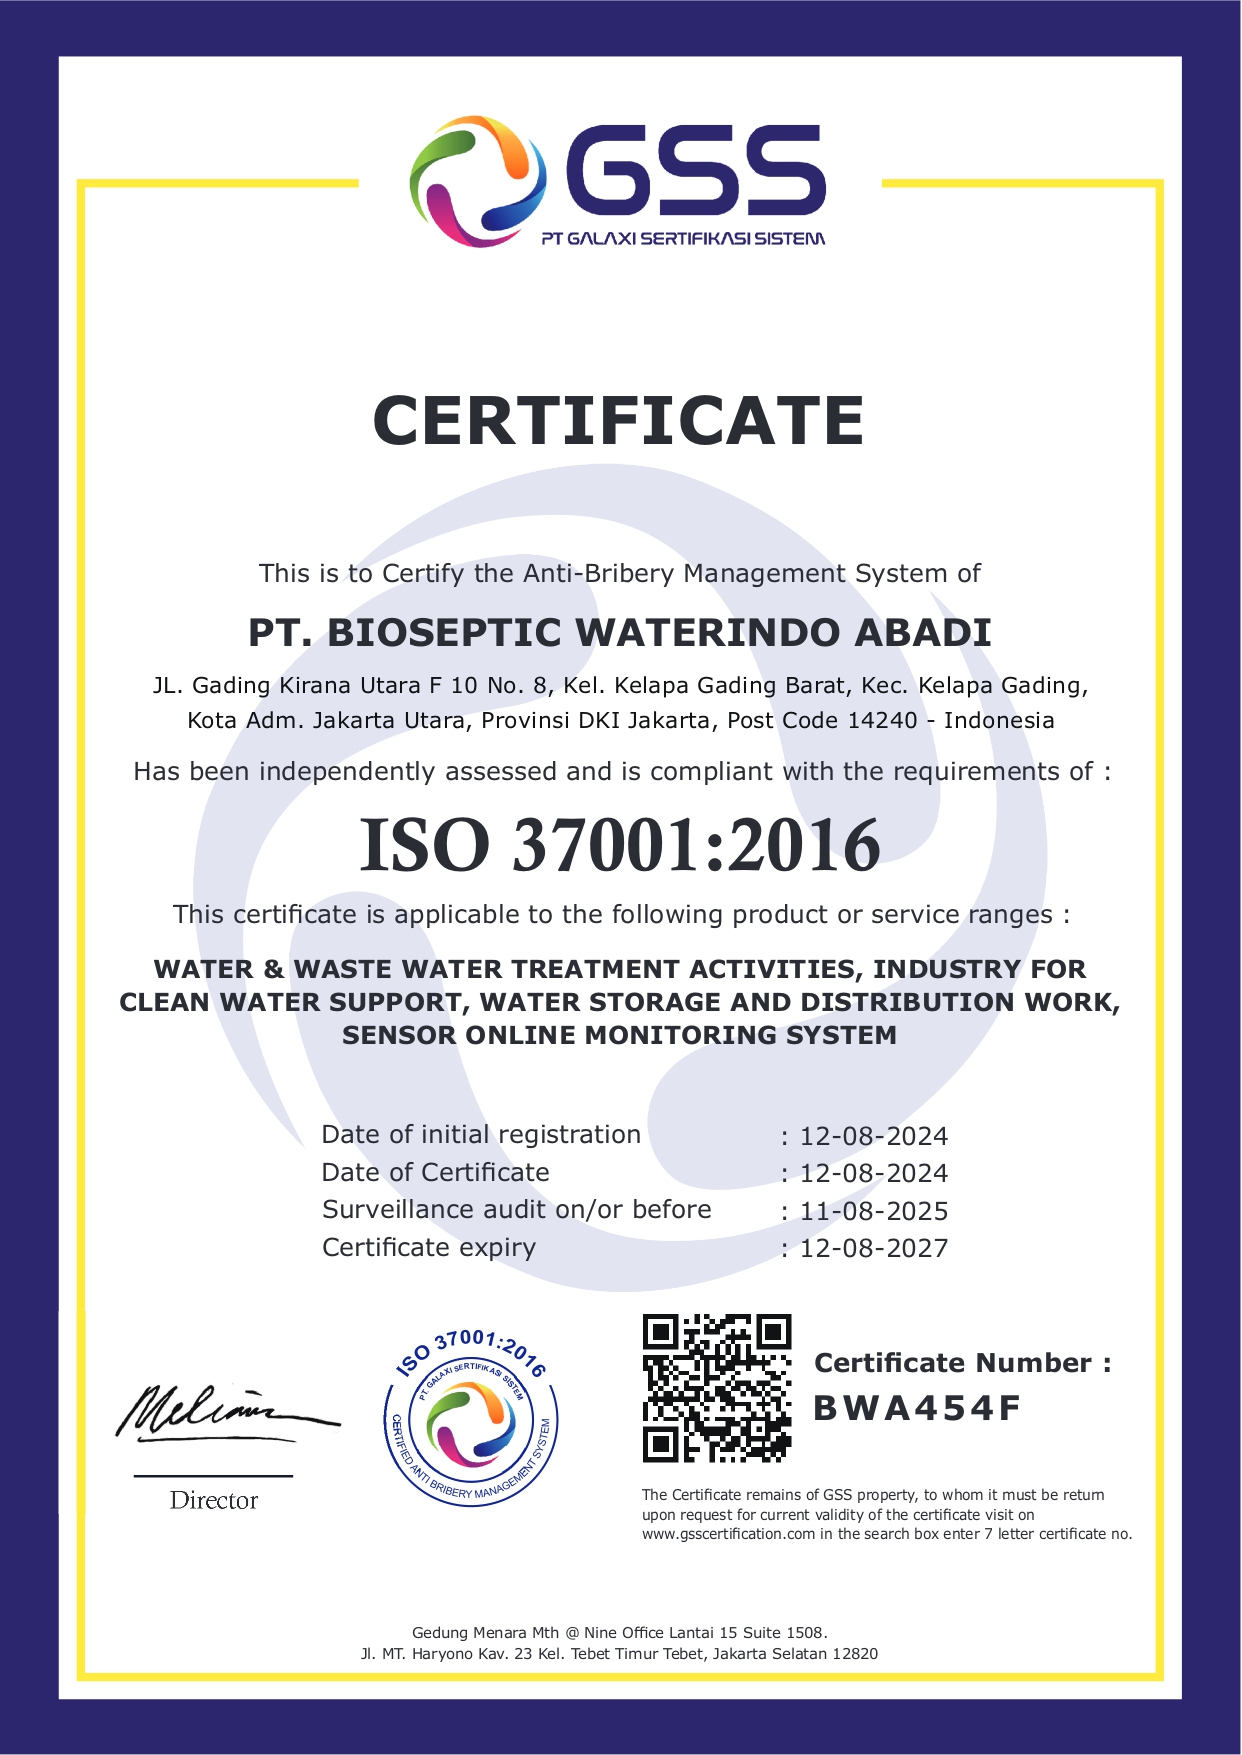 GSS
PT GALAXI SERTIFIKASI SISTEM
CERTIFICATE
This is to Certify the Anti-Bribery Management System of
PT. BIOSEPTIC WATERINDO ABADI
JL. Gading Kirana Utara F 10 No. 8, Kel. Kelapa Gading Barat, Kec. Kelapa Gading,
Kota Adm. Jakarta Utara, Provinsi DKI Jakarta, Post Code 14240 - Indonesia
Has been independently assessed and is compliant with the requirements of :
ISO 37001:2016
This certificate is applicable to the following product or service ranges :
WATER & WASTE WATER TREATMENT ACTIVITIES, INDUSTRY FOR
CLEAN WATER SUPPORT, WATER STORAGE AND DISTRIBUTION WORK,
SENSOR ONLINE MONITORING SYSTEM
Date of initial registration : 12-08-2024
Date of Certificate : 12-08-2024
Surveillance audit on/or before : 11-08-2025
Certificate expiry : 12-08-2027
Director
ISO 37001:2016
PT. GALAXI SERTIFIKASI SISTEM
CERTIFIED ANTI BRIBERY MANAGEMENT SYSTEM
Certificate Number :
BWA454F
The Certificate remains of GSS property, to whom it must be return
upon request for current validity of the certificate visit on
www.gsscertification.com in the search box enter 7 letter certificate no.
Gedung Menara Mth @ Nine Office Lantai 15 Suite 1508.
Jl. MT. Haryono Kav. 23 Kel. Tebet Timur Tebet, Jakarta Selatan 12820